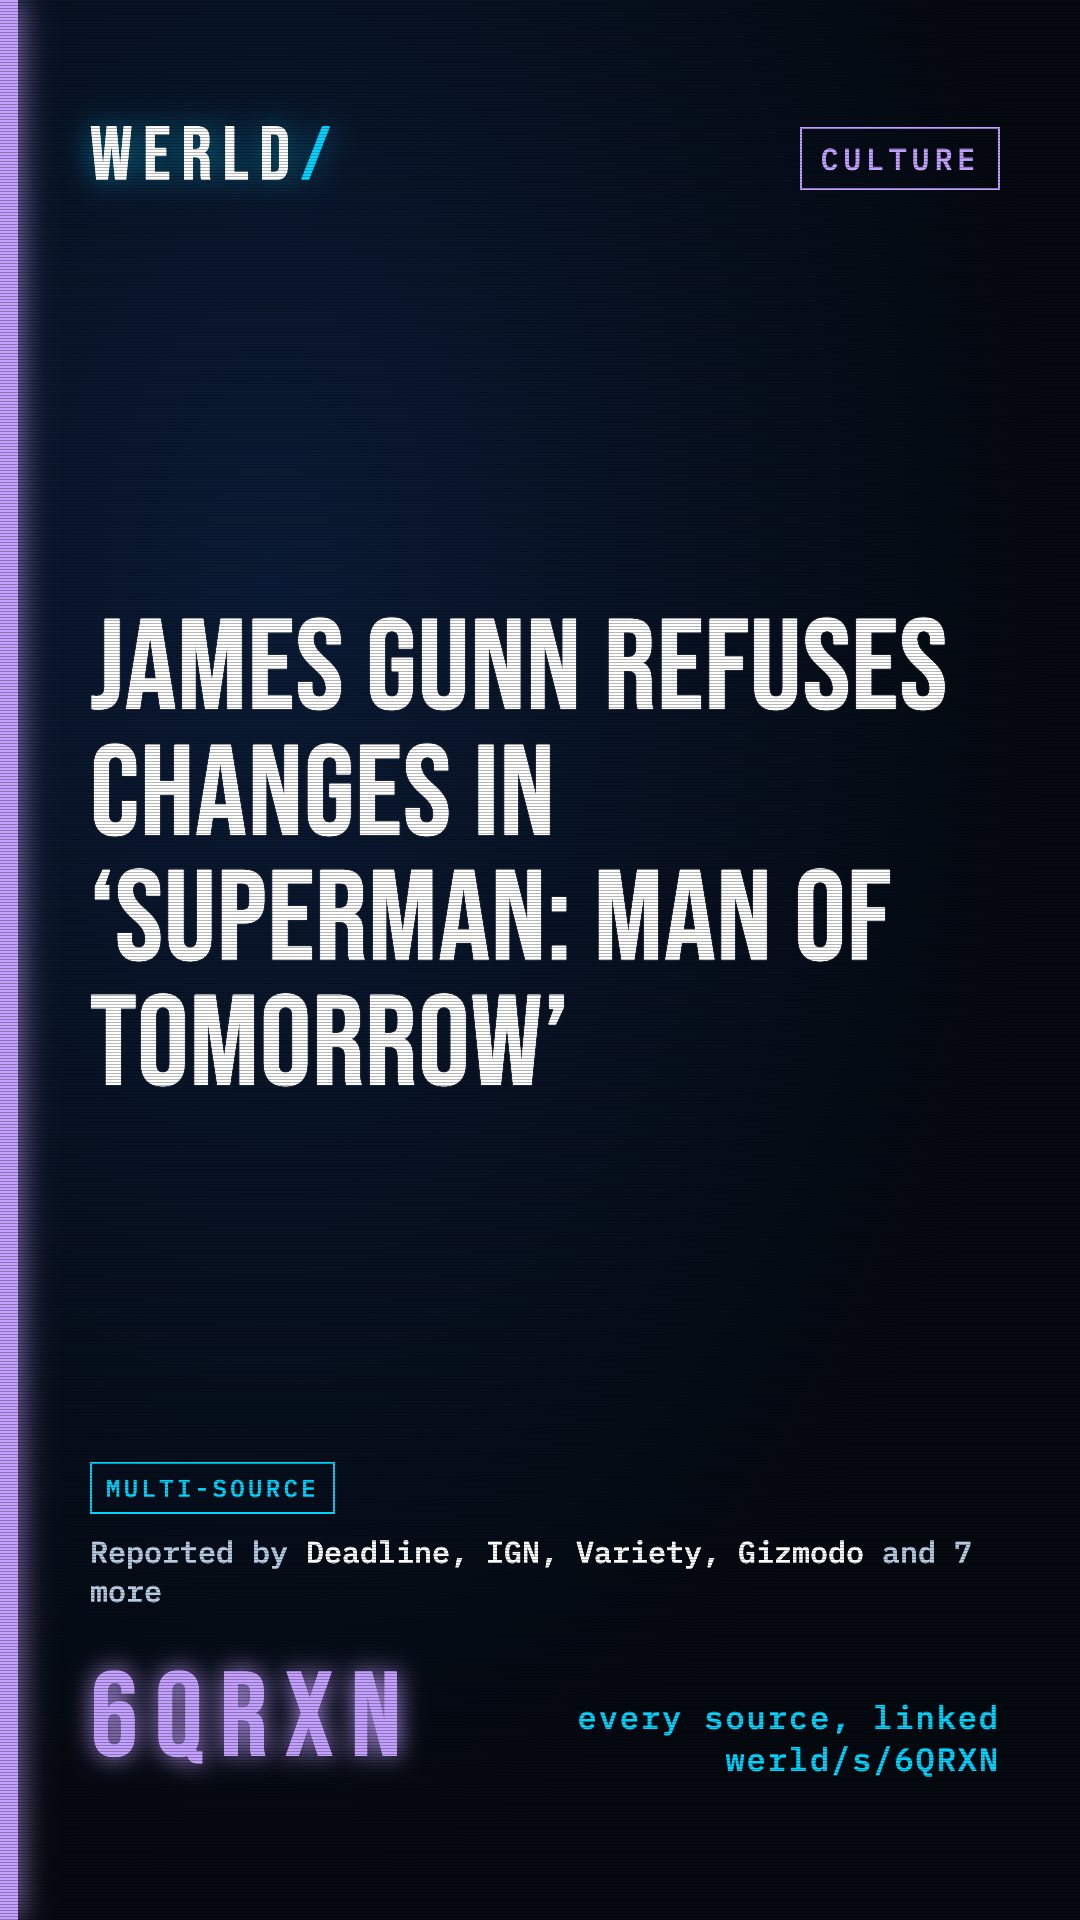 WERLD/
CULTURE
JAMES GUNN REFUSES
CHANGES IN
‘SUPERMAN: MAN OF
TOMORROW’
MULTI-SOURCE
Reported by Deadline, IGN, Variety, Gizmodo and 7
more
6QRXN
every source, linked
werld/s/6QRXN